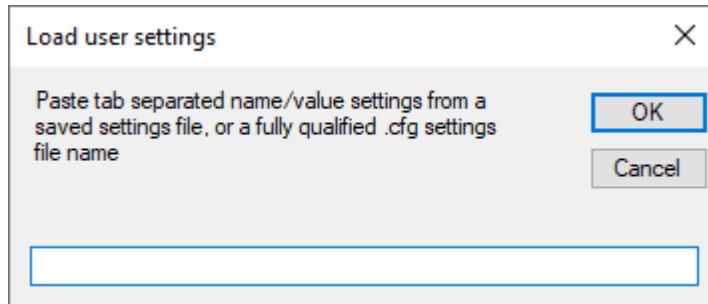 Load user settings
Paste tab separated name/value settings from a
saved settings file, or a fully qualified .cfg settings
file name
OK
Cancel